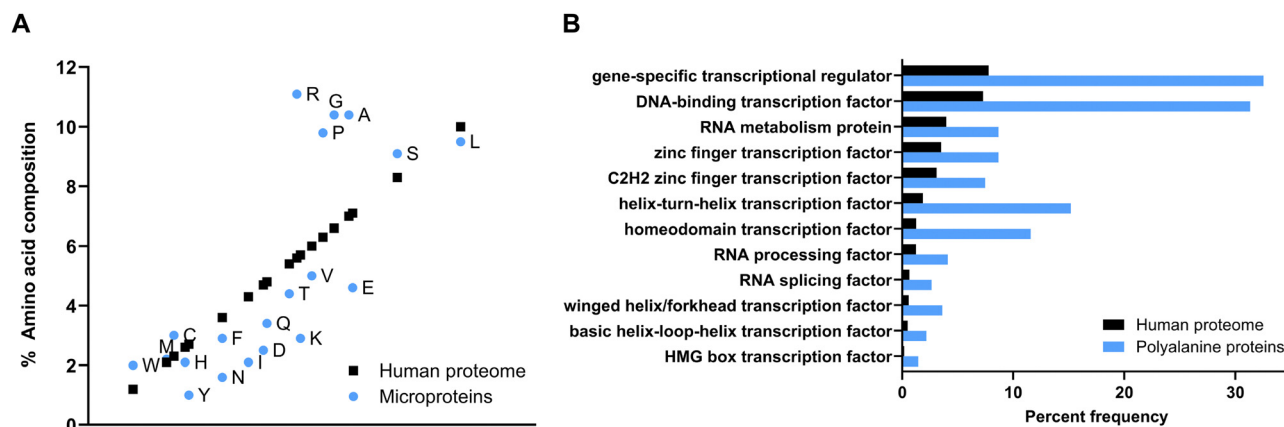 A
% Amino acid composition
12
10
8
6
4
2
0
R
G
A
P
S
L
V
E
T
Q
K
C
F
M
H
D
W
I
N
Y
Human proteome
Microproteins
B
gene-specific transcriptional regulator
DNA-binding transcription factor
RNA metabolism protein
zinc finger transcription factor
C2H2 zinc finger transcription factor
helix-turn-helix transcription factor
homeodomain transcription factor
RNA processing factor
RNA splicing factor
winged helix/forkhead transcription factor
basic helix-loop-helix transcription factor
HMG box transcription factor
Human proteome
Polyalanine proteins
0 10 20 30
Percent frequency